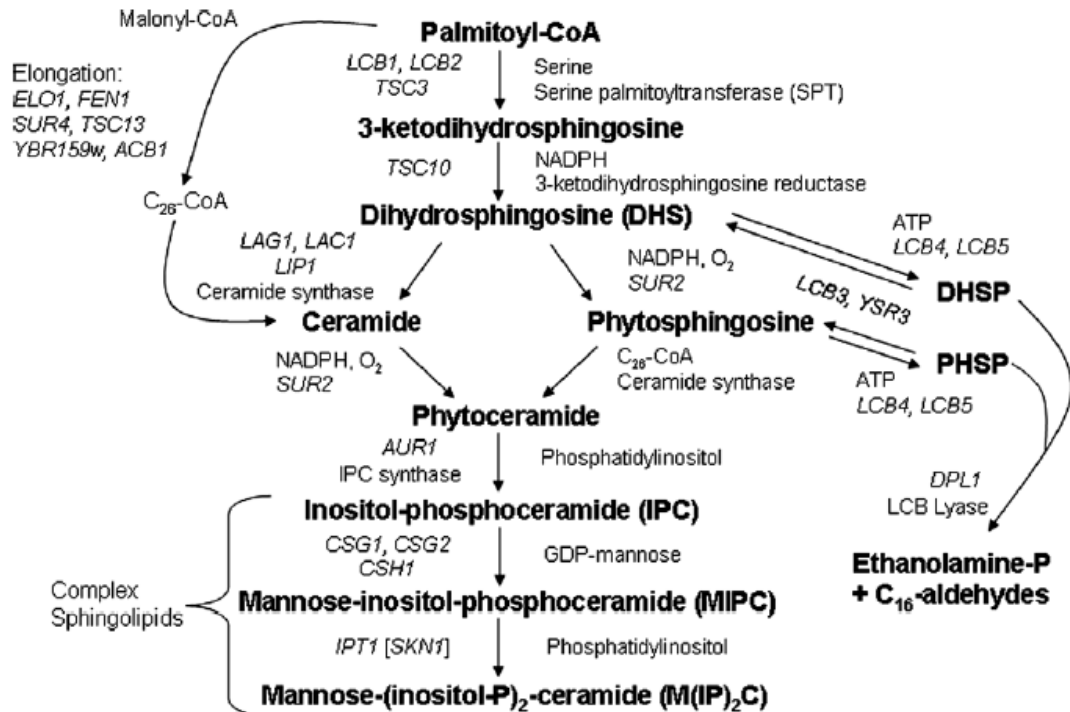 Malonyl-CoA
Palmitoyl-CoA
Elongation:
ELO1, FEN1
SUR4, TSC13
YBR159w, ACB1
LCB1, LCB2
TSC3
Serine
Serine palmitoyltransferase (SPT)
3-ketodihydrosphingosine
TSC10
NADPH
3-ketodihydrosphingosine reductase
C26-CoA
Dihydrosphingosine (DHS)
LAG1, LAC1
LIP1
Ceramide synthase
NADPH, O2
SUR2
ATP
LCB4, LCB5
LCB3, YSR3
DHSP
Ceramide
Phytosphingosine
NADPH, O2
SUR2
C26-CoA
Ceramide synthase
PHSP
ATP
LCB4, LCB5
Phytoceramide
AUR1
IPC synthase
Phosphatidylinositol
DPL1
LCB Lyase
Inositol-phosphoceramide (IPC)
CSG1, CSG2
CSH1
GDP-mannose
Ethanolamine-P
+ C16-aldehydes
Complex
Sphingolipids
Mannose-inositol-phosphoceramide (MIPC)
IPT1 [SKN1]
Phosphatidylinositol
Mannose-(inositol-P)2-ceramide (M(IP)2C)